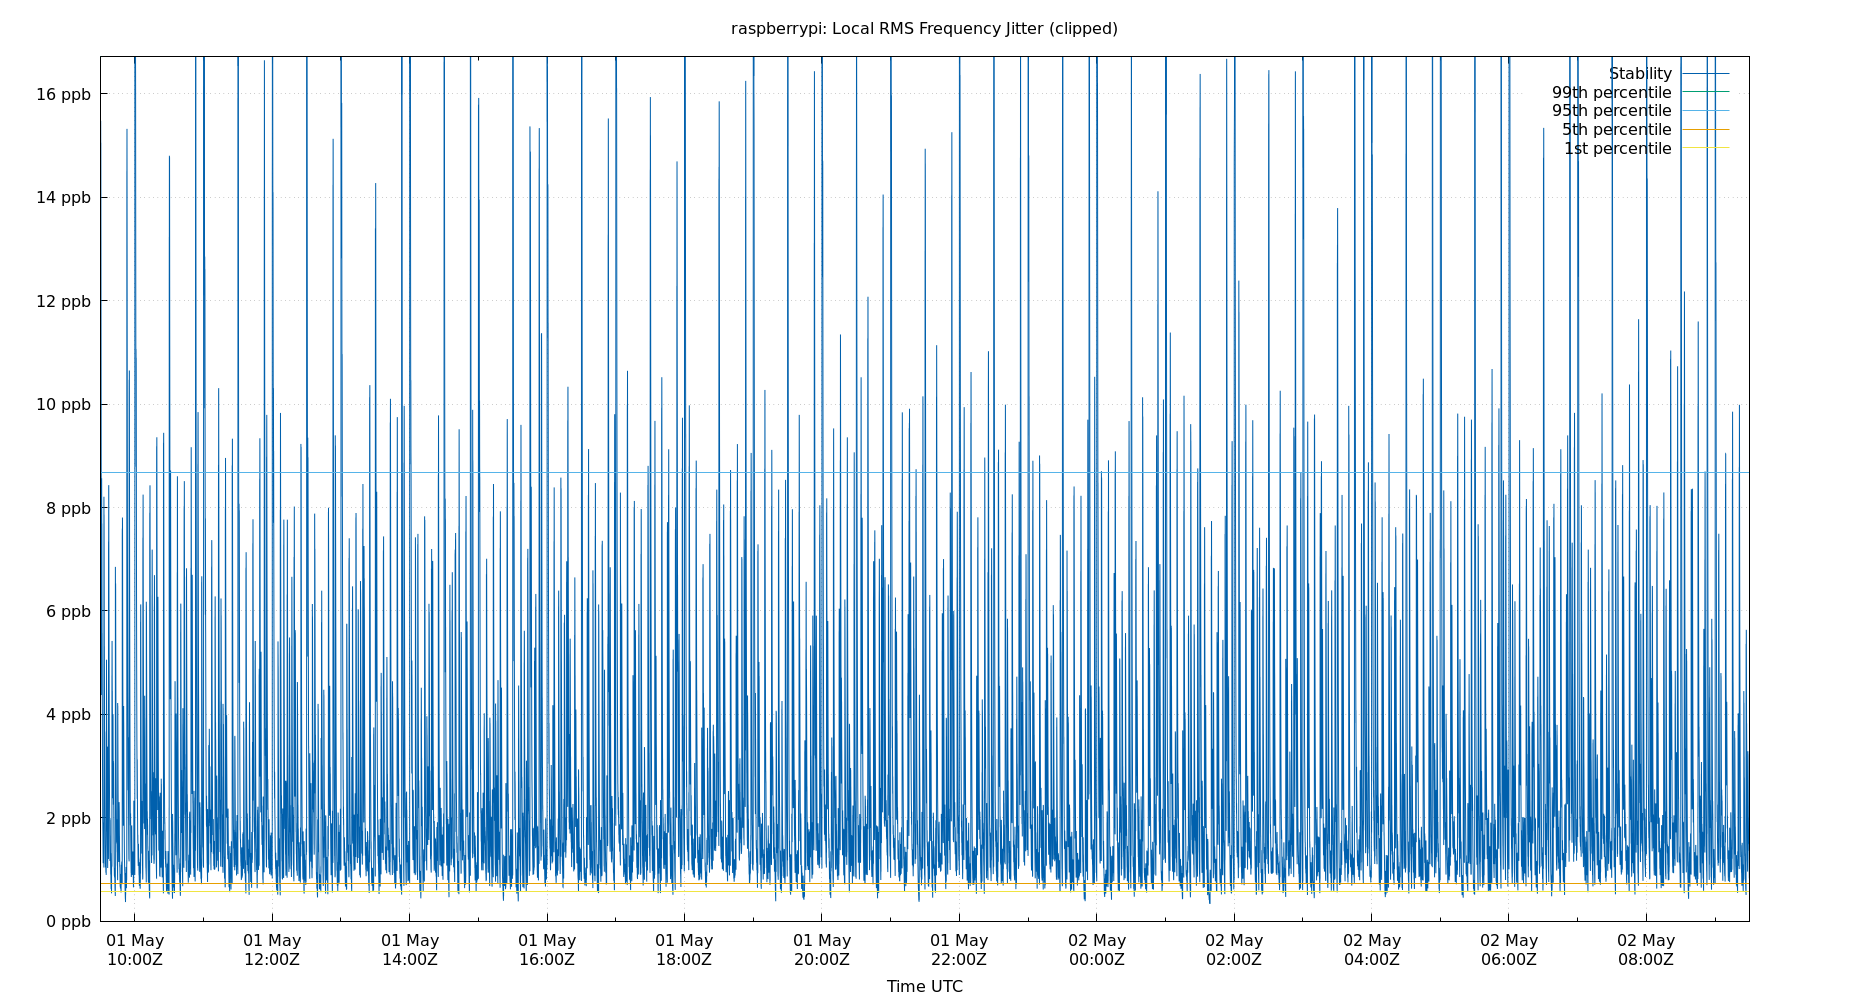 raspberrypi: Local RMS Frequency Jitter (clipped)
Stability
99th percentile
95th percentile
5th percentile
1st percentile
16 ppb
14 ppb
12 ppb
10 ppb
8 ppb
6 ppb
4 ppb
2 ppb
0 ppb
01 May 01 May 01 May 01 May 01 May 01 May 01 May 02 May 02 May 02 May 02 May 02 May
10:00Z 12:00Z 14:00Z 16:00Z 18:00Z 20:00Z 22:00Z 00:00Z 02:00Z 04:00Z 06:00Z 08:00Z
Time UTC